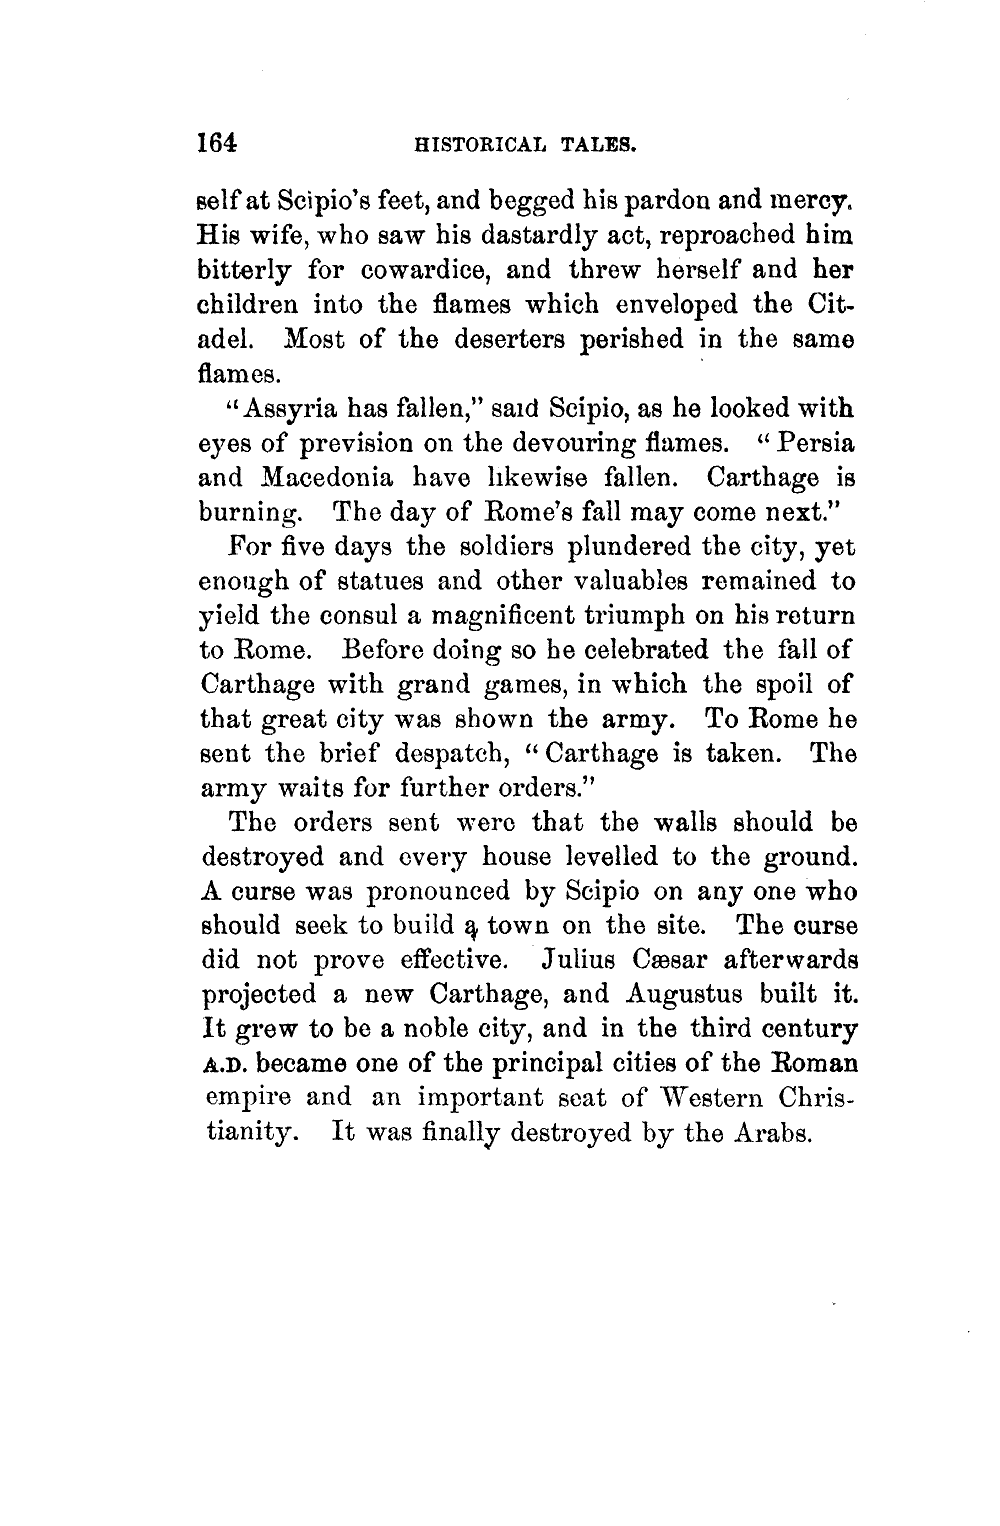 164 HISTORICAL TALES.
self at Scipio's feet, and begged his pardon and mercy.
His wife, who saw his dastardly act, reproached him
bitterly for cowardice, and threw herself and her
children into the flames which enveloped the Cit-
adel. Most of the deserters perished in the same
flames.
“Assyria has fallen,” said Scipio, as he looked with
eyes of prevision on the devouring flames. “Persia
and Macedonia have likewise fallen. Carthage is
burning. The day of Rome's fall may come next.”
For five days the soldiers plundered the city, yet
enough of statues and other valuables remained to
yield the consul a magnificent triumph on his return
to Rome. Before doing so he celebrated the fall of
Carthage with grand games, in which the spoil of
that great city was shown the army. To Rome he
sent the brief despatch, “Carthage is taken. The
army waits for further orders.”
The orders sent were that the walls should be
destroyed and every house levelled to the ground.
A curse was pronounced by Scipio on any one who
should seek to build a town on the site. The curse
did not prove effective. Julius Cæsar afterwards
projected a new Carthage, and Augustus built it.
It grew to be a noble city, and in the third century
A.D. became one of the principal cities of the Roman
empire and an important seat of Western Chris-
tianity. It was finally destroyed by the Arabs.